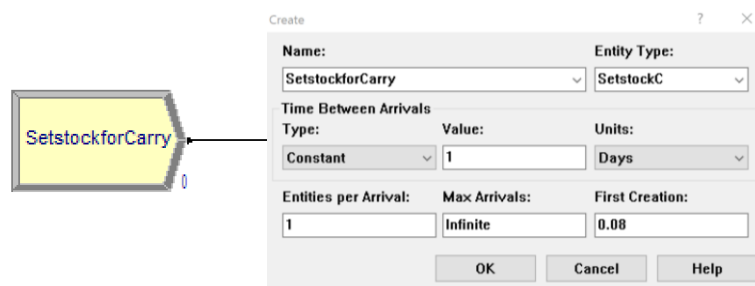 Create ? ×
Name: Entity Type:
SetstockforCarry SetstockC
Time Between Arrivals
Type: Value: Units:
Constant 1 Days
Entities per Arrival: Max Arrivals: First Creation:
1 Infinite 0.08
OK Cancel Help
SetstockforCarry
0